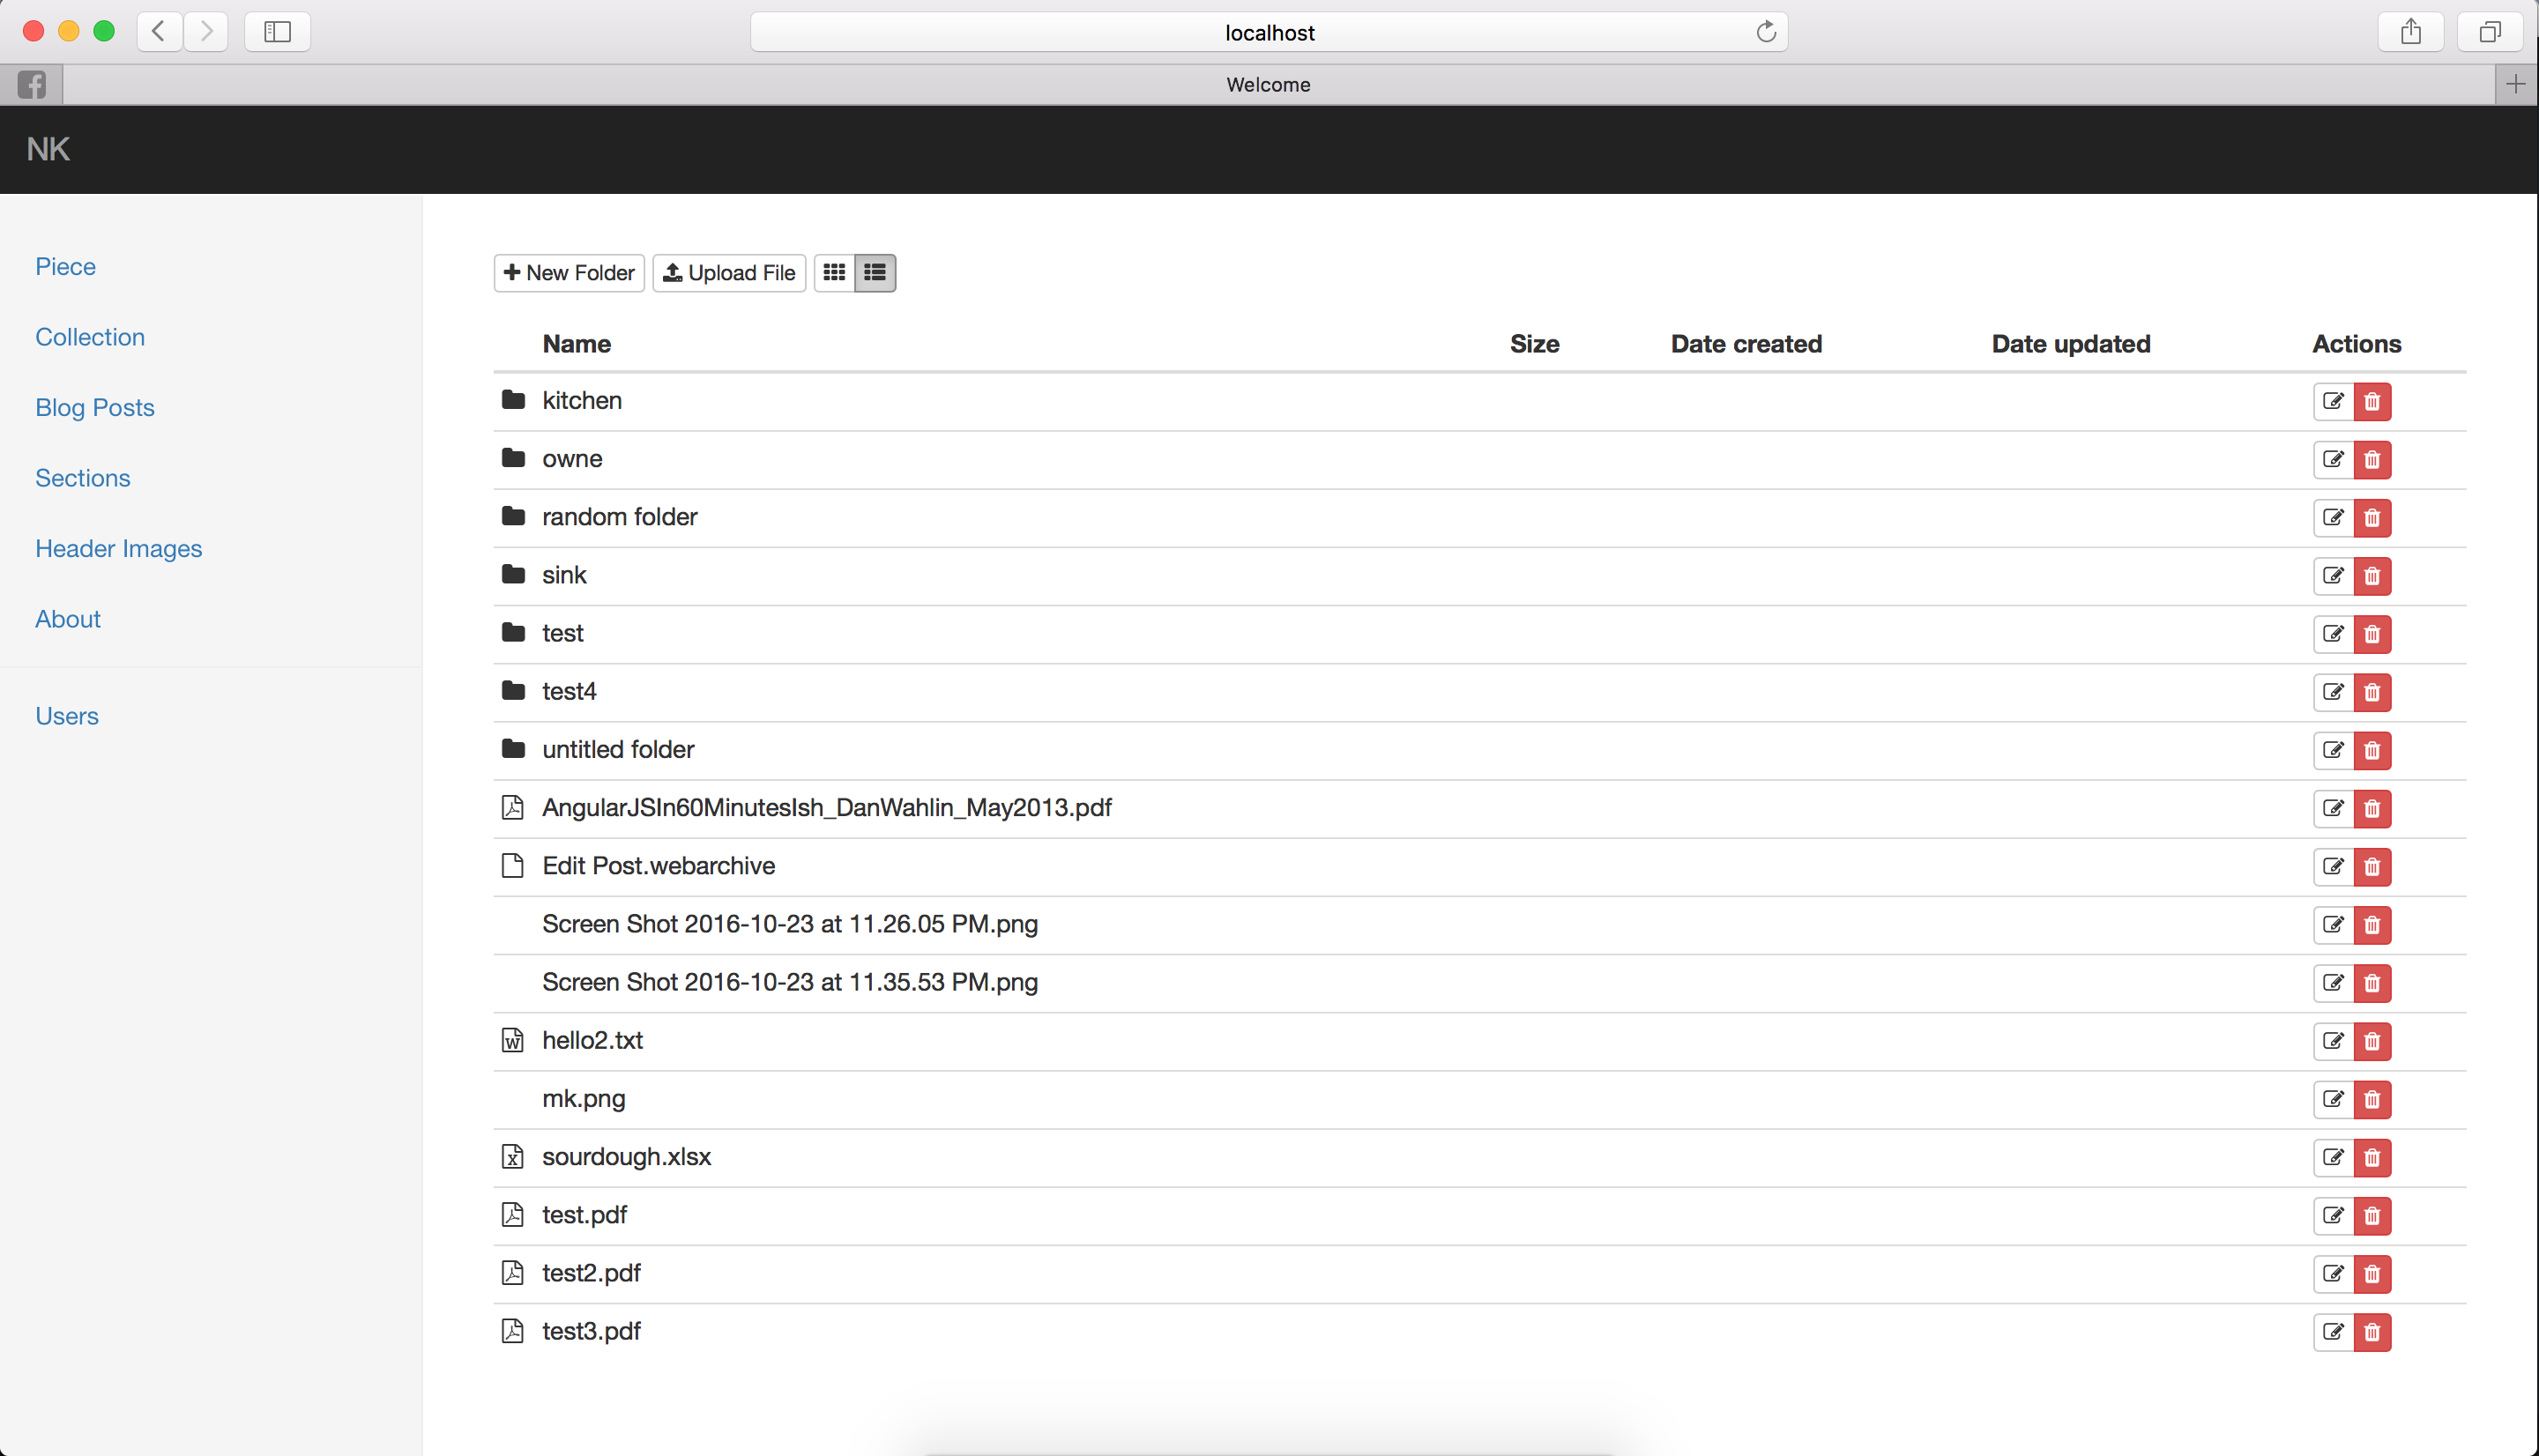 localhost
Welcome
NK
Piece
Collection
Blog Posts
Sections
Header Images
About
Users
New Folder Upload File
Name Size Date created Date updated Actions
kitchen
owne
random folder
sink
test
test4
untitled folder
AngularJSIn60MinutesIsh_DanWahlin_May2013.pdf
Edit Post.webarchive
Screen Shot 2016-10-23 at 11.26.05 PM.png
Screen Shot 2016-10-23 at 11.35.53 PM.png
hello2.txt
mk.png
sourdough.xlsx
test.pdf
test2.pdf
test3.pdf